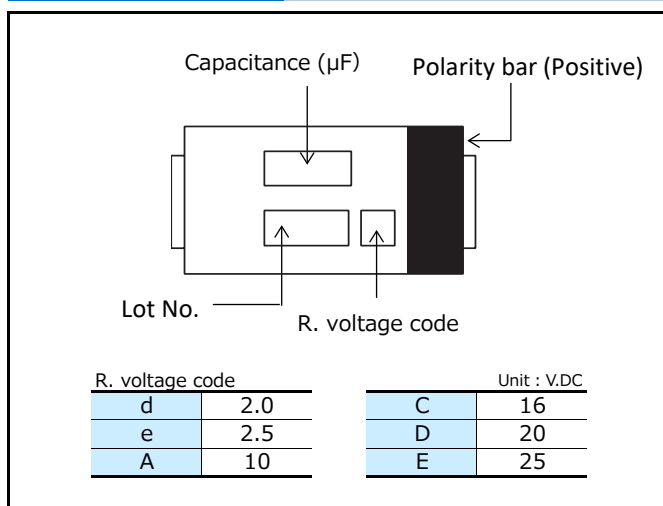 Capacitance (μF)
Polarity bar (Positive)
Lot No.
R. voltage code
R. voltage code
Unit : V.DC
d 2.0 C 16
e 2.5 D 20
A 10 E 25